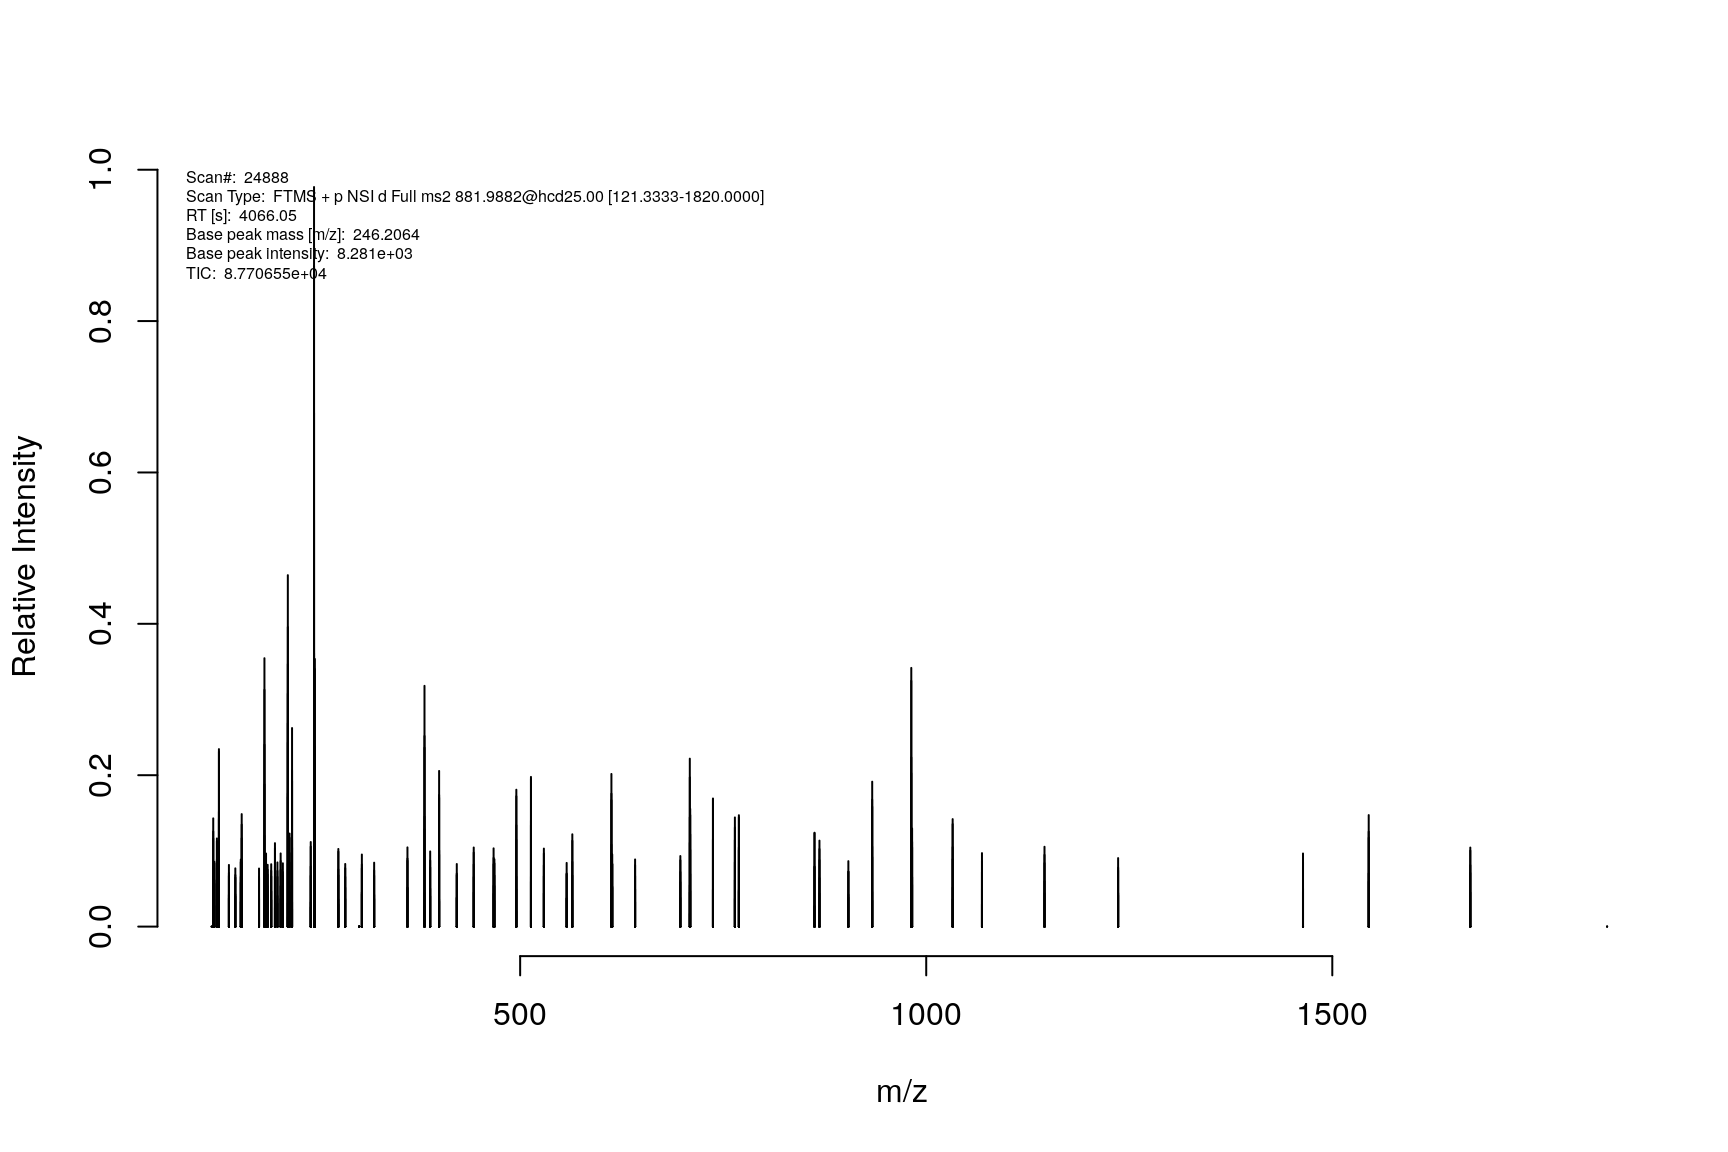 Scan#: 24888
Scan Type: FTMS + p NSI d Full ms2 881.9882@hcd25.00 [121.3333-1820.0000]
RT [s]: 4066.05
Base peak mass [m/z]: 246.2064
Base peak intensity: 8.281e+03
TIC: 8.770655e+04
1.0
0.8
0.6
0.4
0.2
0.0
Relative Intensity
500 1000 1500
m/z